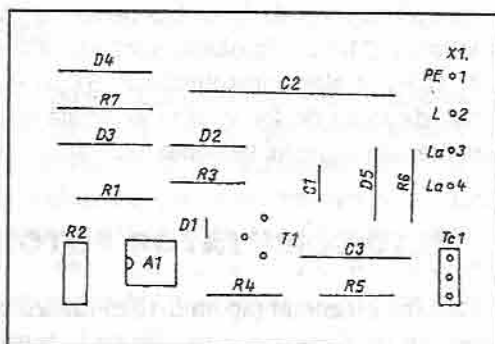 X1.
D4
PE 1
C2
R7
L 2
D3
D2
La 3
R3
C1
D5
R6
La 4
R1
R2
D1
T1
Tc1
A1
C3
R4
R5